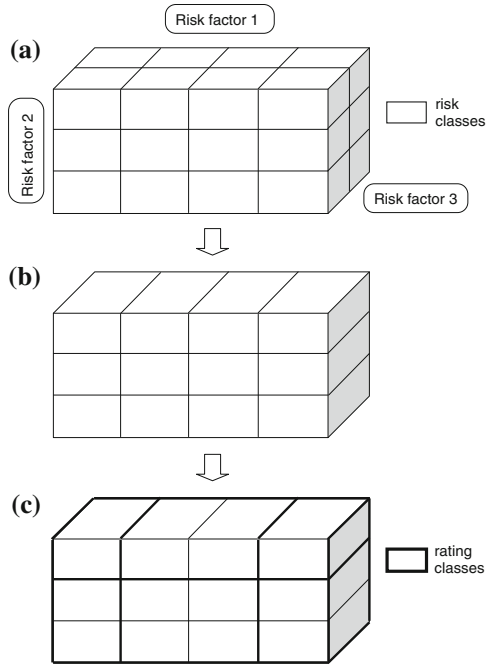 Risk factor 1
(a)
Risk factor 2
risk
classes
Risk factor 3
(b)
(c)
rating
classes